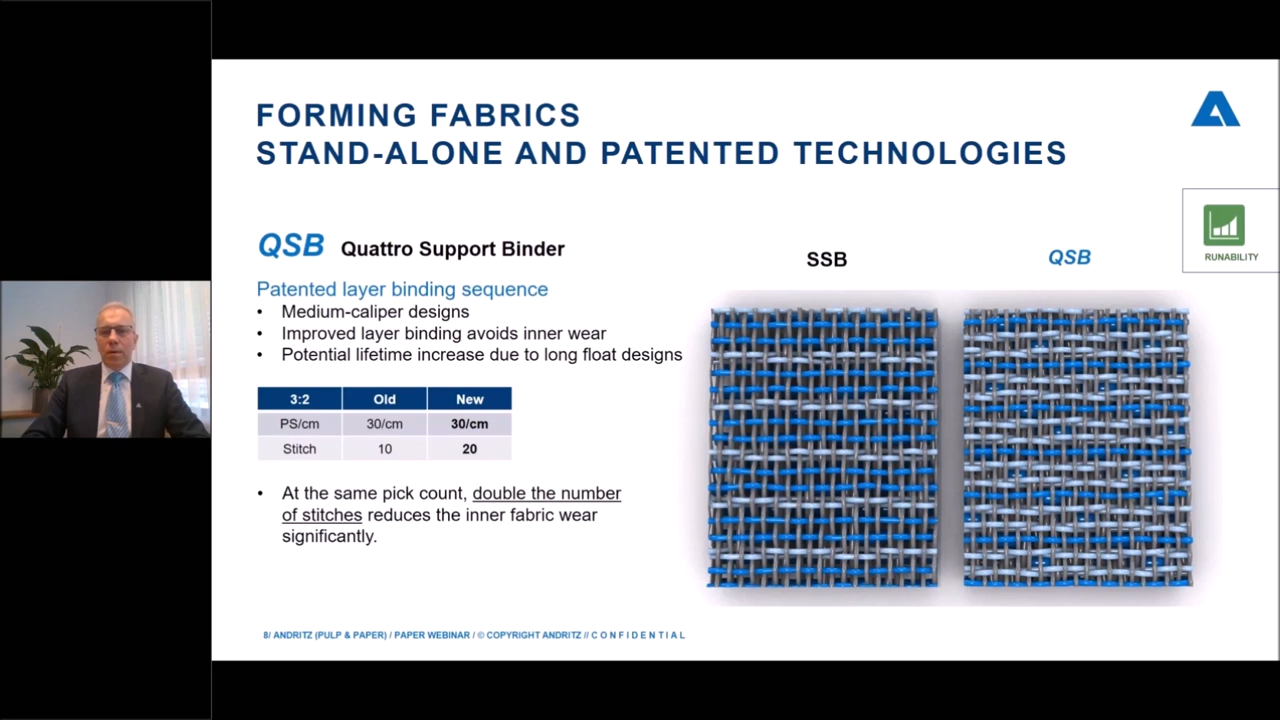 FORMING FABRICS
STAND-ALONE AND PATENTED TECHNOLOGIES
QSB Quattro Support Binder
Patented layer binding sequence
• Medium-caliper designs
• Improved layer binding avoids inner wear
• Potential lifetime increase due to long float designs
3:2 Old New
PS/cm 30/cm 30/cm
Stitch 10 20
• At the same pick count, double the number
of stitches reduces the inner fabric wear
significantly.
SSB QSB
RUNABILITY
8/ ANDRITZ (PULP & PAPER) / PAPER WEBINAR / © COPYRIGHT ANDRITZ // C O N F I D E N T I A L